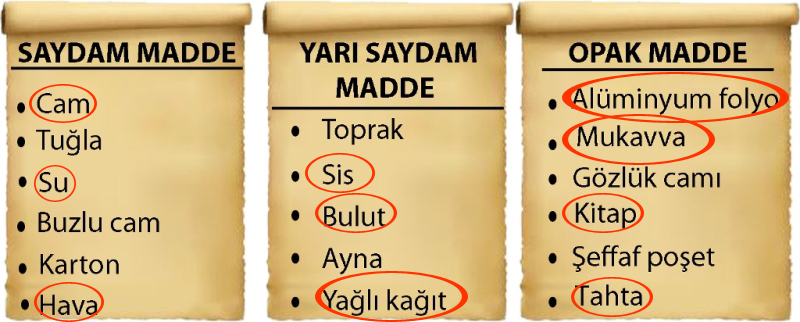 SAYDAM MADDE
• Cam
• Tuğla
• Su
• Buzlu cam
• Karton
• Hava
YARI SAYDAM
MADDE
• Toprak
• Sis
• Bulut
• Ayna
• Yağlı kağıt
OPAK MADDE
• Alüminyum folyo
• Mukavva
• Gözlük camı
• Kitap
• Şeffaf poşet
• Tahta